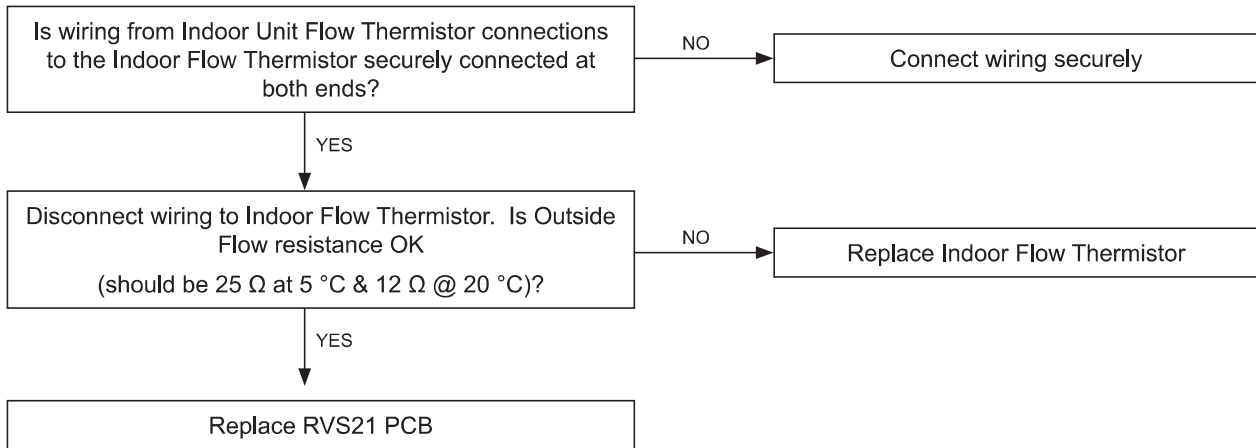 Is wiring from Indoor Unit Flow Thermistor connections
to the Indoor Flow Thermistor securely connected at
both ends?
NO
Connect wiring securely
YES
Disconnect wiring to Indoor Flow Thermistor. Is Outside
Flow resistance OK
(should be 25 Ω at 5 °C & 12 Ω @ 20 °C)?
NO
Replace Indoor Flow Thermistor
YES
Replace RVS21 PCB